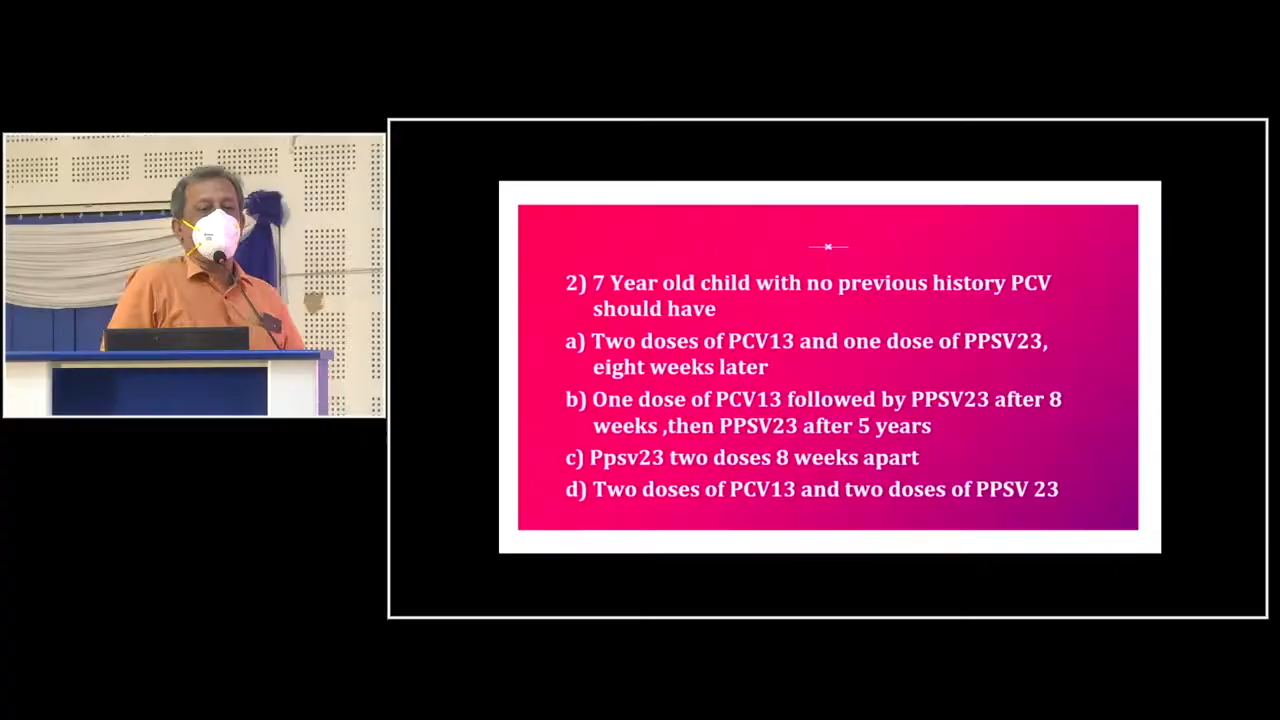 2) 7 Year old child with no previous history PCV
should have
a) Two doses of PCV13 and one dose of PPSV23,
eight weeks later
b) One dose of PCV13 followed by PPSV23 after 8
weeks ,then PPSV23 after 5 years
c) Ppsv23 two doses 8 weeks apart
d) Two doses of PCV13 and two doses of PPSV 23